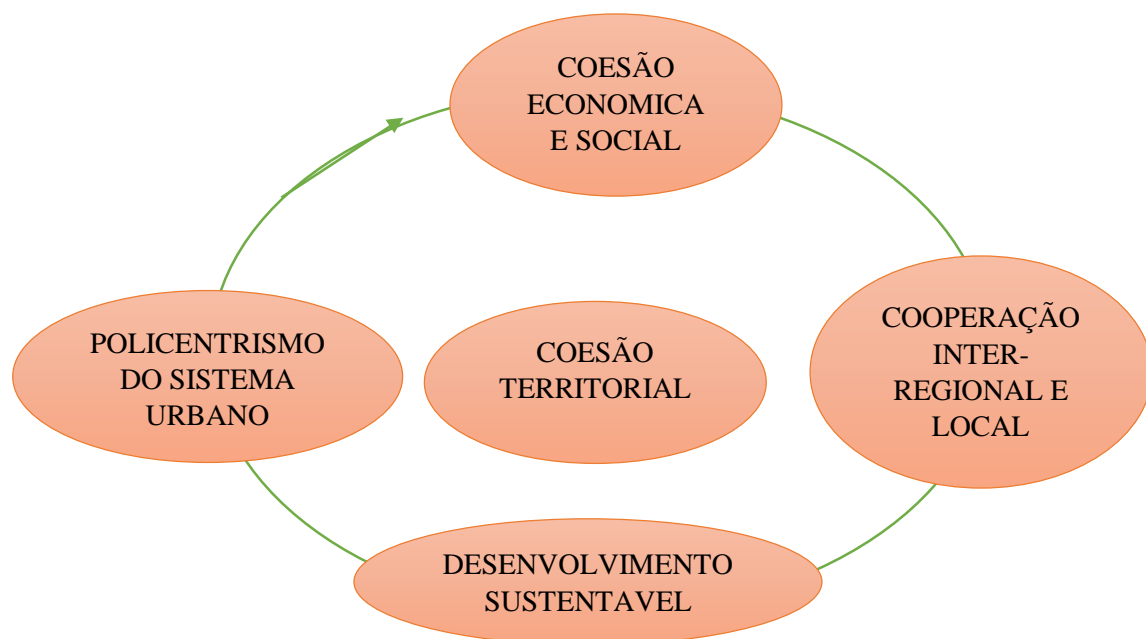 COESÃO
ECONOMICA
E SOCIAL
POLICENTRISMO
DO SISTEMA
URBANO
COESÃO
TERRITORIAL
COOPERAÇÃO
INTER-
REGIONAL E
LOCAL
DESENVOLVIMENTO
SUSTENTAVEL